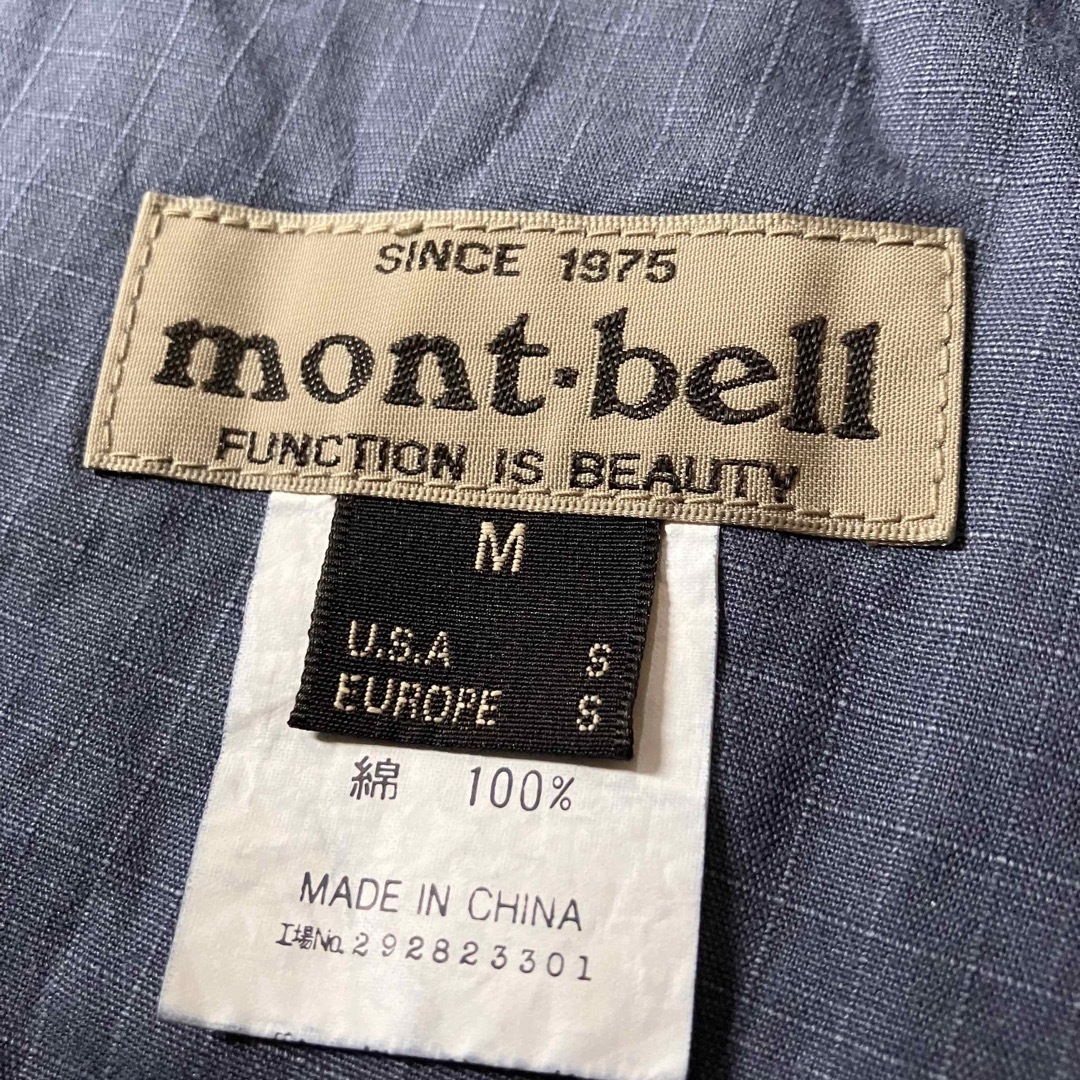 SINCE 1975
mont·bell
FUNCTION IS BEAUTY
M
U.S.A S
EUROPE S
綿 100%
MADE IN CHINA
工場No.292823301